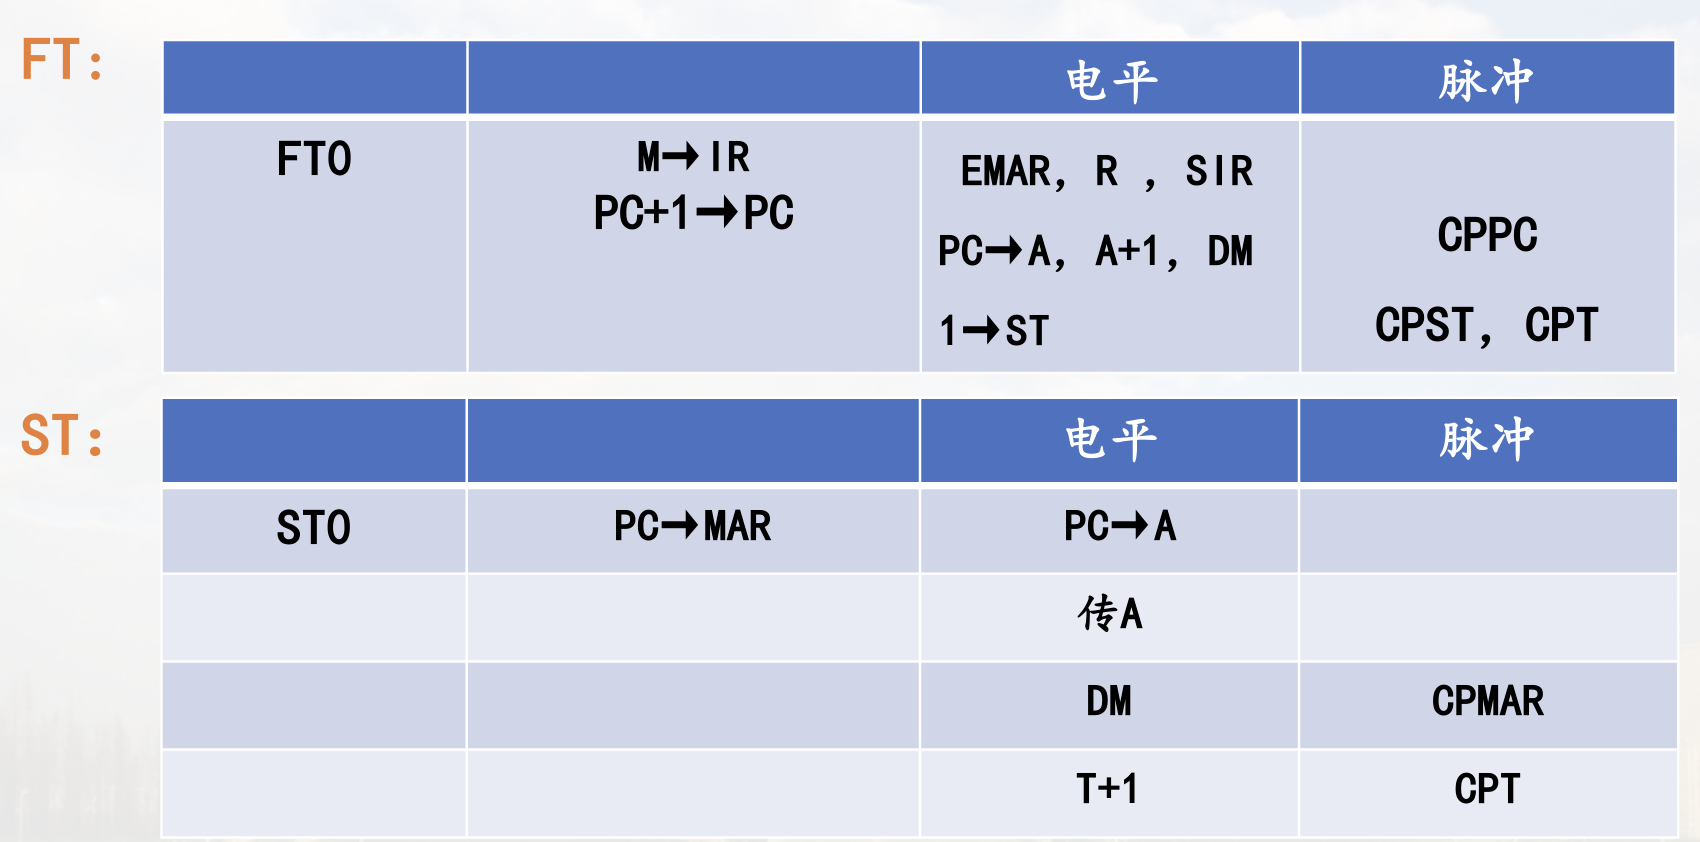 FT:
电平 脉冲
FT0 M→IR EMAR, R , SIR
PC+1→PC
PC→A, A+1, DM CPPC
1→ST CPST, CPT
ST:
电平 脉冲
ST0 PC→MAR PC→A
传A
DM CPMAR
T+1 CPT